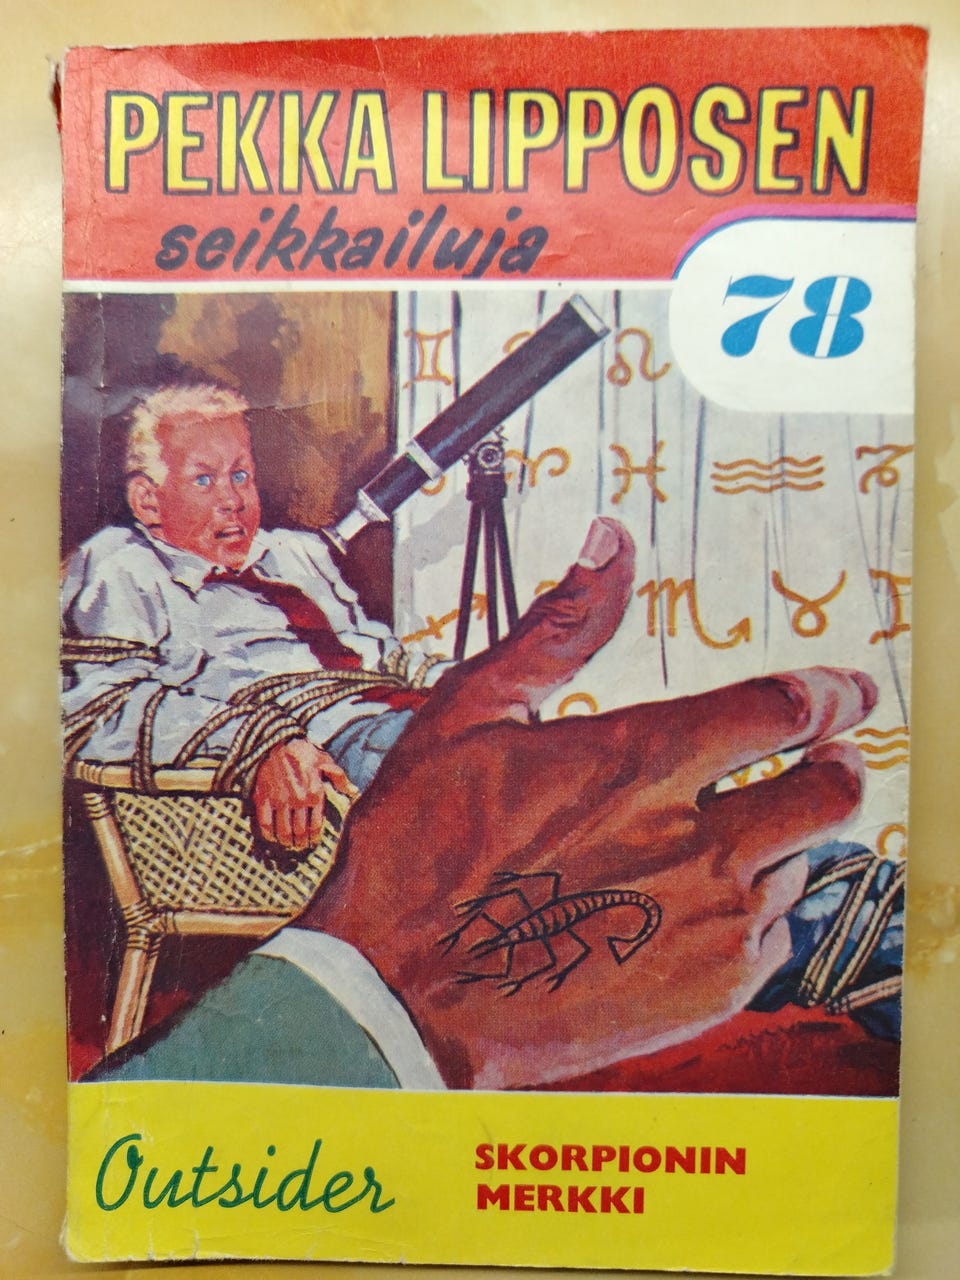 PEKKA LIPPOSEN
seikkailuja
78
Outsider
SKORPIONIN
MERKKI